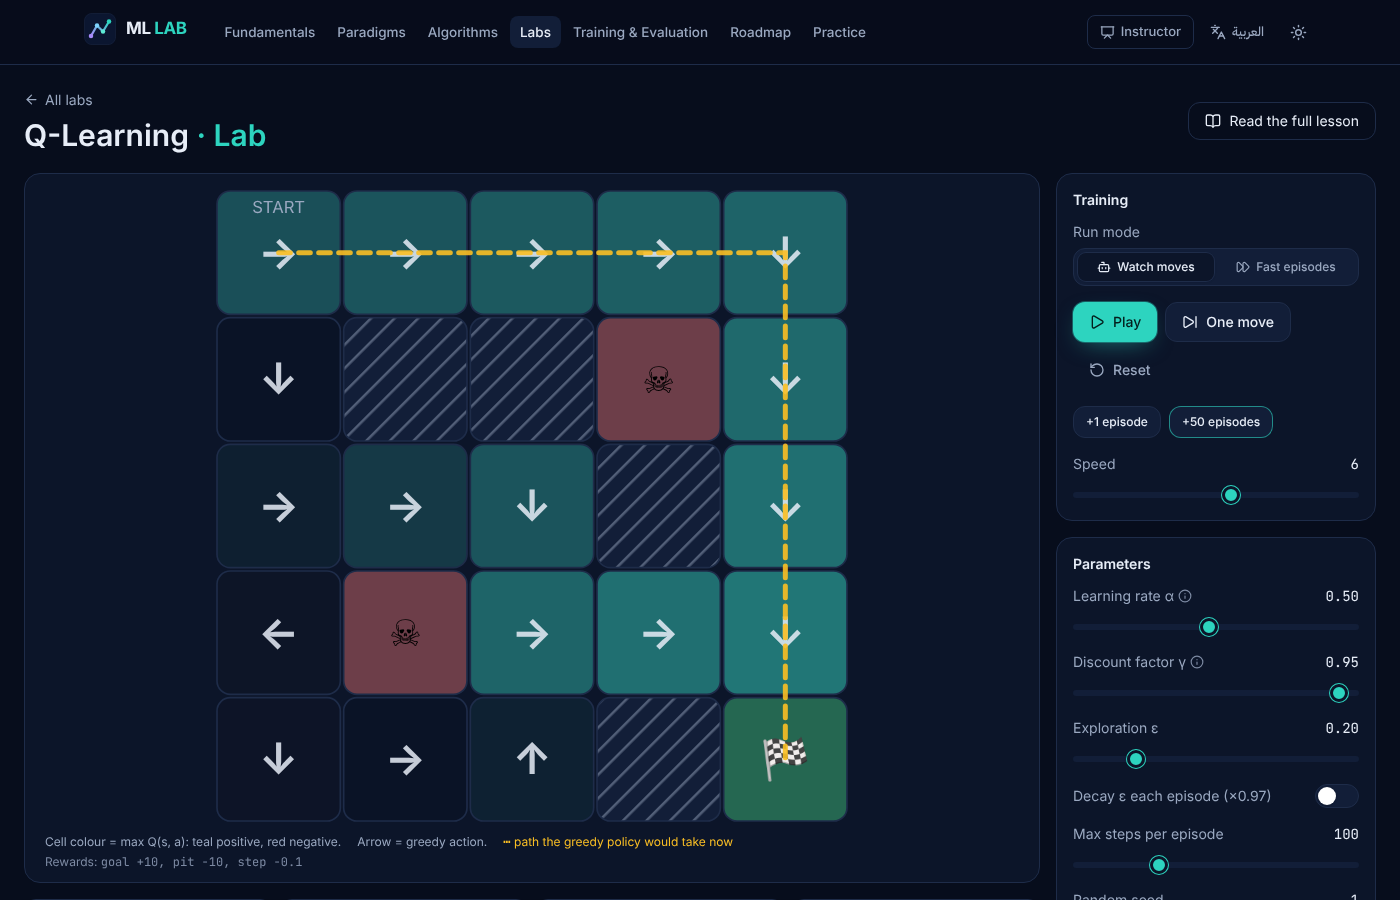 ML LAB
Fundamentals
Paradigms
Algorithms
Labs
Training & Evaluation
Roadmap
Practice
Instructor
العربية
All labs
Q-Learning · Lab
Read the full lesson
START
Cell colour = max Q(s, a): teal positive, red negative.
Arrow = greedy action.
┅ path the greedy policy would take now
Rewards: goal +10, pit -10, step -0.1
Training
Run mode
Watch moves
Fast episodes
Play
One move
Reset
+1 episode
+50 episodes
Speed 6
Parameters
Learning rate α 0.50
Discount factor γ 0.95
Exploration ε 0.20
Decay ε each episode (×0.97)
Max steps per episode 100
Random seed 1